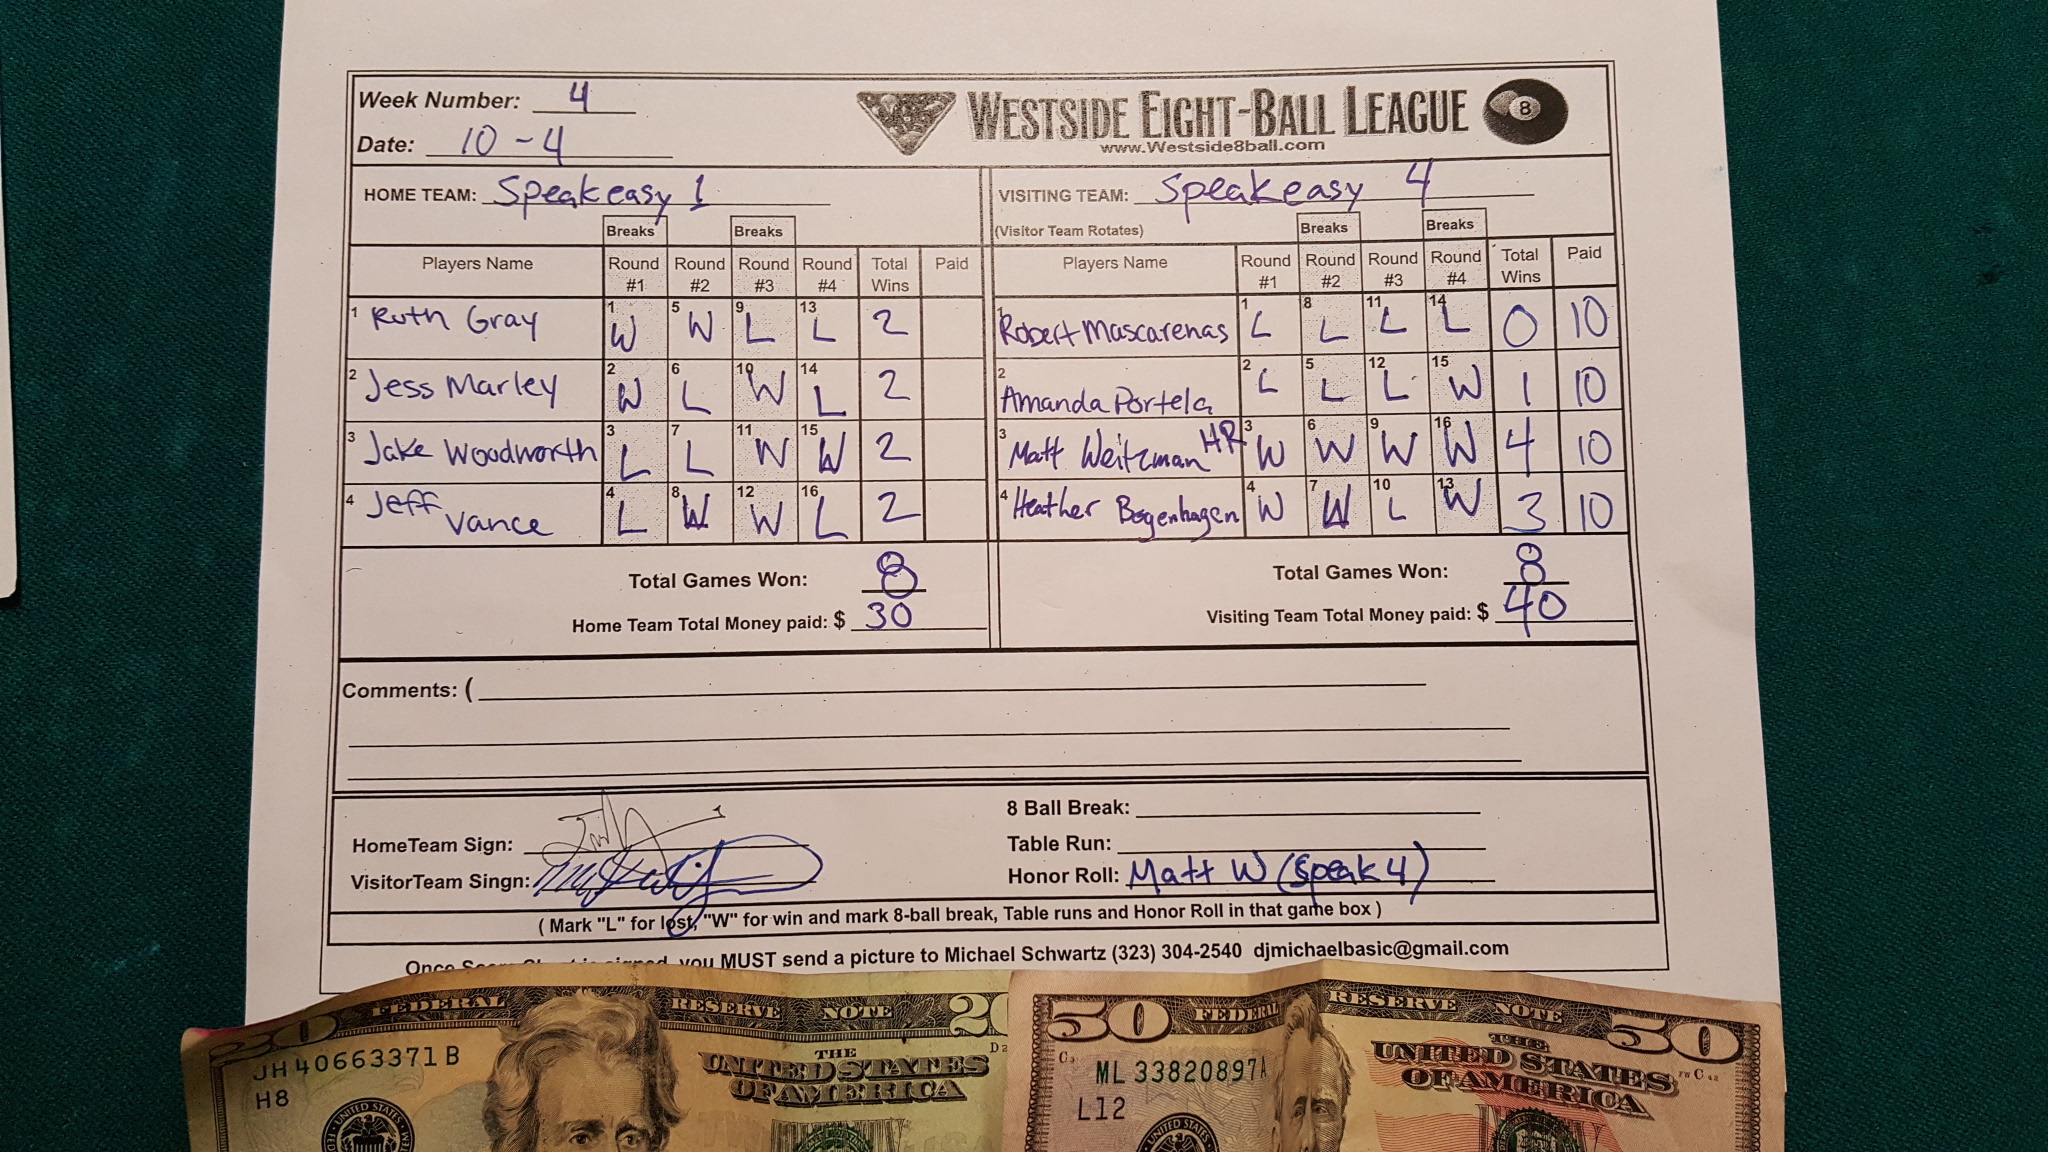 Week Number: 4
Date: 10-4
WESTSIDE EIGHT-BALL LEAGUE 8
www.Westside8ball.com
HOME TEAM: Speakeasy 1 VISITING TEAM: Speakeasy 4
(Visitor Team Rotates)
Breaks Breaks Breaks Breaks
Players Name Round #1 Round #2 Round #3 Round #4 Total Wins Paid Players Name Round #1 Round #2 Round #3 Round #4 Total Wins Paid
1 Ruth Gray 1 W 5 W 9 L 13 L 2 1 Robert Mascarenas 1 L 8 L 11 L 14 L 0 10
2 Jess Marley 2 W 6 L 10 W 14 L 2 2 Amanda Portela 2 L 5 L 12 L 15 W 1 10
3 Jake Woodworth 3 L 7 L 11 W 15 W 2 3 Matt Weitzman HR 3 W 6 W 9 W 16 W 4 10
4 Jeff Vance 4 L 8 W 12 W 16 L 2 4 Heather Bogenhagen 4 W 7 W 10 L 13 W 3 10
Total Games Won: 8 Total Games Won: 8
Home Team Total Money paid: $ 30 Visiting Team Total Money paid: $ 40
Comments: (
8 Ball Break:
HomeTeam Sign: Table Run:
VisitorTeam Singn: Honor Roll: Matt W (Speak 4)
( Mark "L" for lost, "W" for win and mark 8-ball break, Table runs and Honor Roll in that game box )
Once Score Sheet is signed, you MUST send a picture to Michael Schwartz (323) 304-2540 djmichaelbasic@gmail.com
20 FEDERAL RESERVE NOTE 20
JH 40663371 B
H8
THE UNITED STATES OF AMERICA
50 FEDERAL RESERVE NOTE 50
ML 33820897A
L12
THE UNITED STATES OF AMERICA